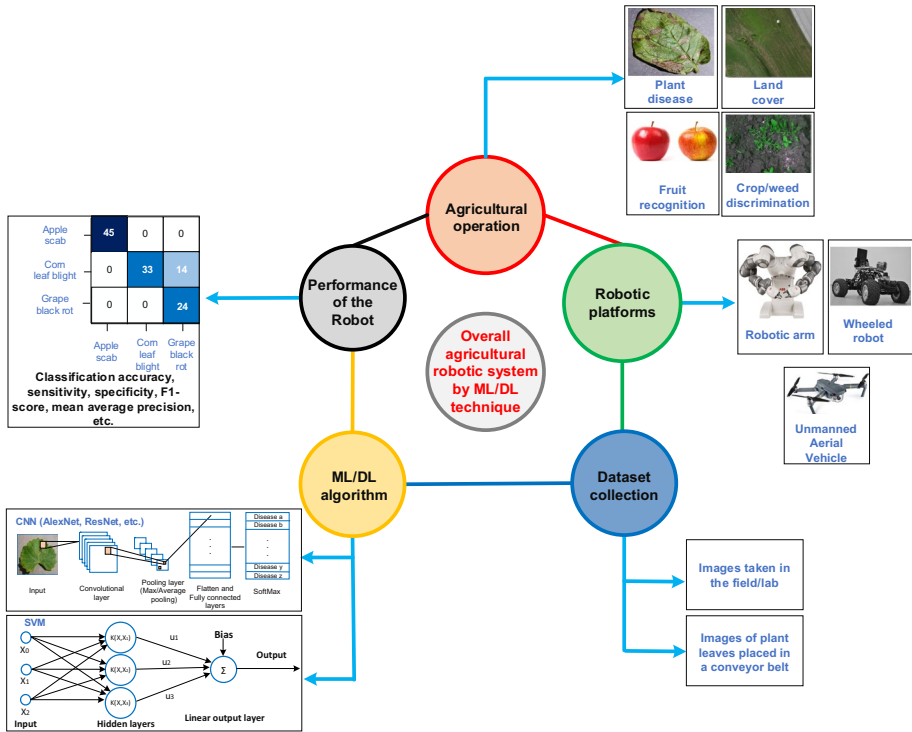 Plant
disease
Land
cover
Fruit
recognition
Crop/weed
discrimination
Agricultural
operation
Performance
of the
Robot
Robotic
platforms
Overall
agricultural
robotic system
by ML/DL
technique
ML/DL
algorithm
Dataset
collection
Apple
scab
45 0 0
Corn
leaf blight
0 33 14
Grape
black rot
0 0 24
Apple
scab
Corn
leaf
blight
Grape
black
rot
Classification accuracy,
sensitivity, specificity, F1-
score, mean average precision,
etc.
Robotic arm
Wheeled
robot
Unmanned
Aerial
Vehicle
CNN (AlexNet, ResNet, etc.)
Disease a
Disease b
Disease y
Disease z
Input
Convolutional
layer
Pooling layer
(Max/Average
pooling)
Flatten and
Fully connected
layers
SoftMax
SVM
X0
X1
X2
K(X,X1)
K(X,X2)
K(X,X3)
u1
u2
u3
Bias
Σ
Output
Input
Hidden layers
Linear output layer
Images taken in
the field/lab
Images of plant
leaves placed in
a conveyor belt